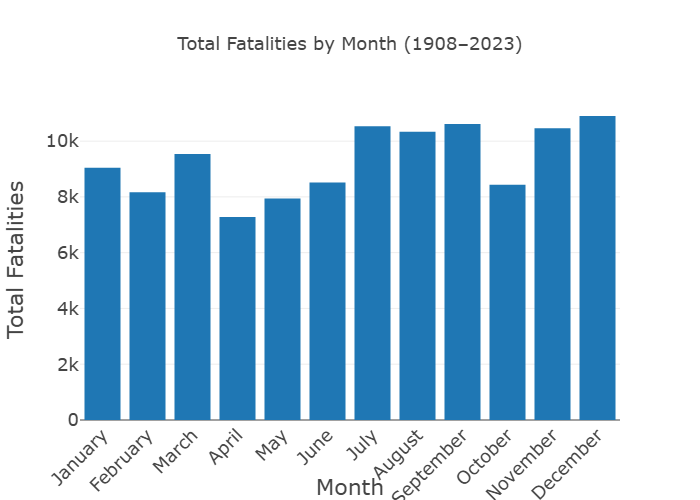 Total Fatalities by Month (1908–2023)
Total Fatalities
10k
8k
6k
4k
2k
0
January
February
March
April
May
June
July
August
September
October
November
December
Month